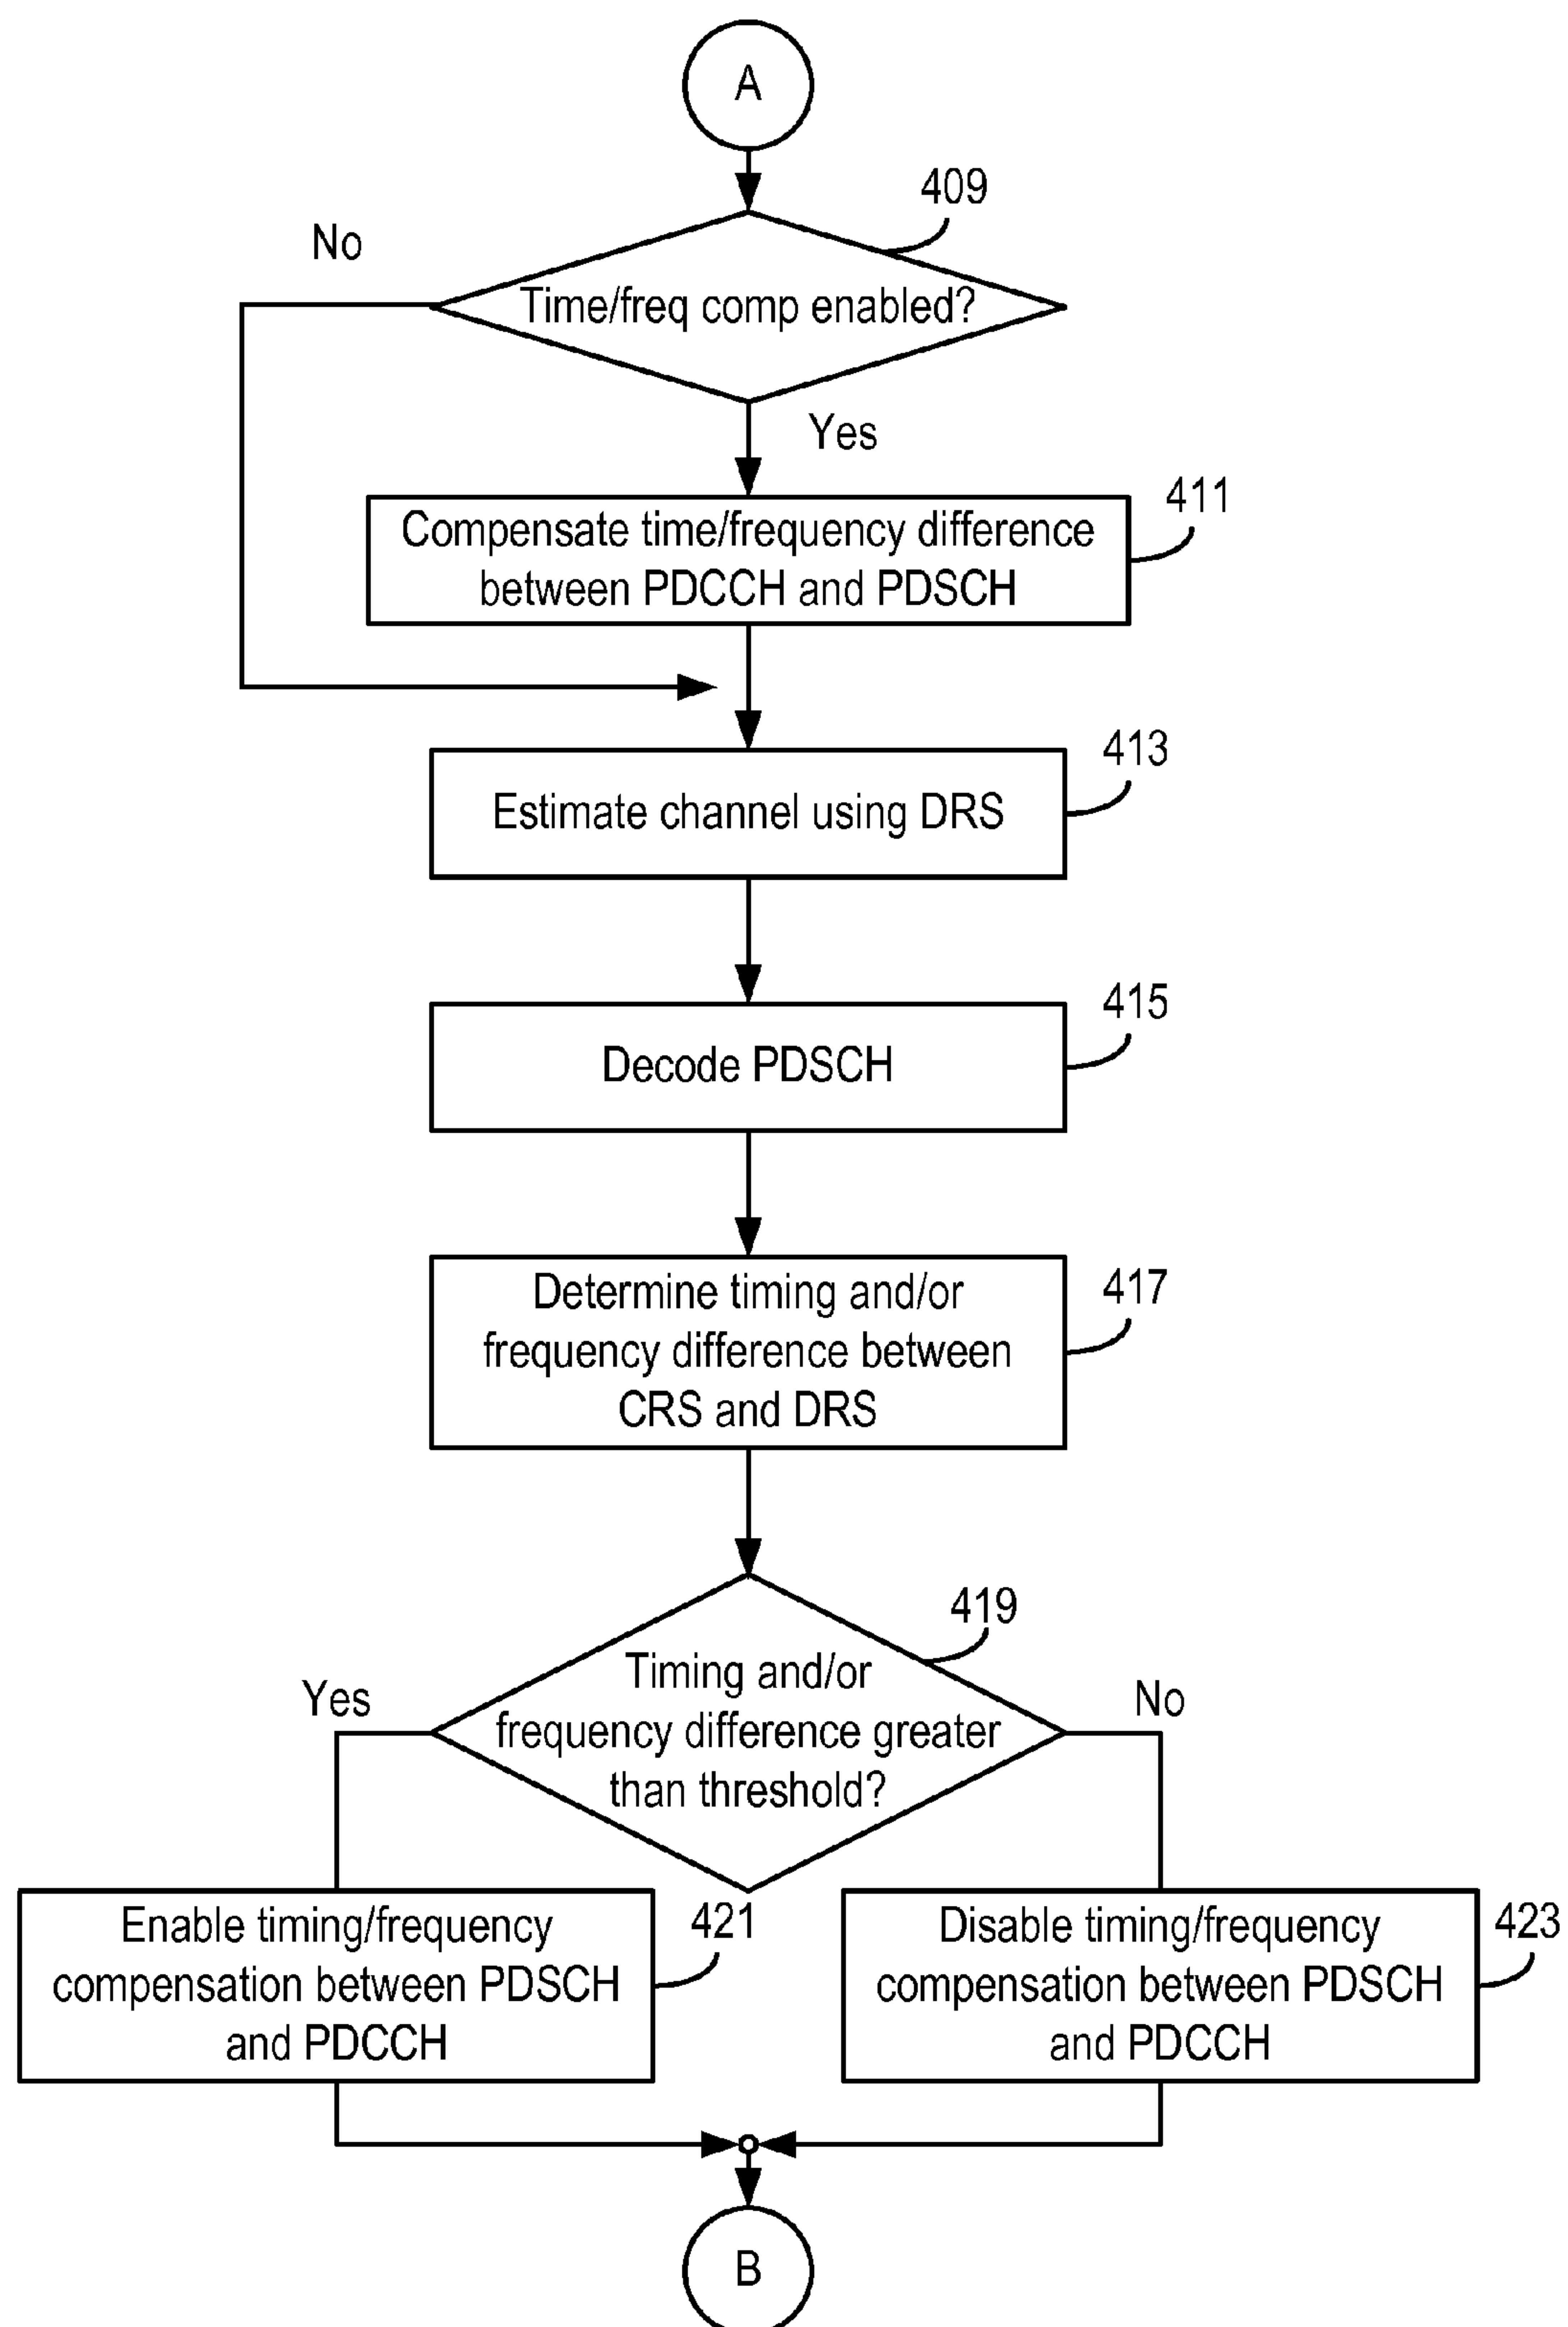 A
409
No
Time/freq comp enabled?
Yes
411
Compensate time/frequency difference
between PDCCH and PDSCH
413
Estimate channel using DRS
415
Decode PDSCH
417
Determine timing and/or
frequency difference between
CRS and DRS
419
Timing and/or
frequency difference greater
than threshold?
Yes
No
Enable timing/frequency
compensation between PDSCH
and PDCCH
421
Disable timing/frequency
compensation between PDSCH
and PDCCH
423
B